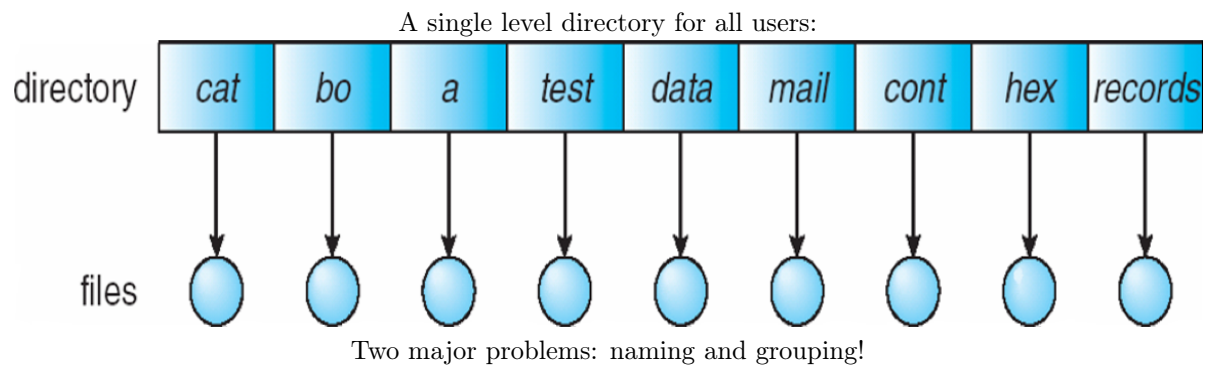 A single level directory for all users:
directory cat bo a test data mail cont hex records
files
Two major problems: naming and grouping!